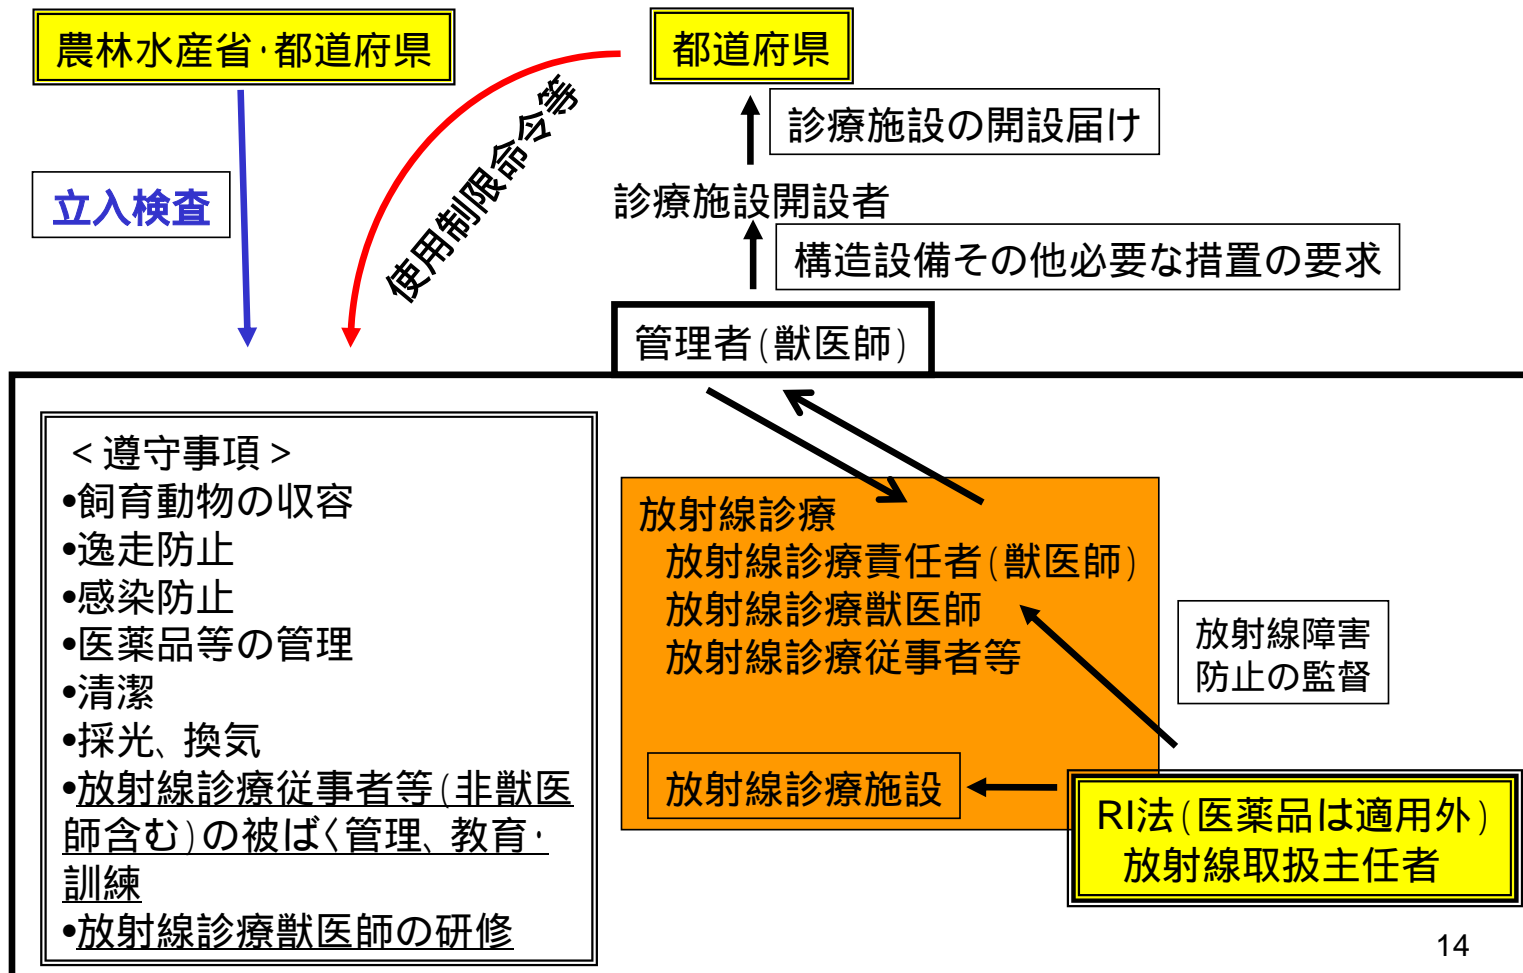 農林水産省・都道府県
都道府県
診療施設の開設届け
使用制限命令等
立入検査
診療施設開設者
構造設備その他必要な措置の要求
管理者(獣医師)
<遵守事項>
•飼育動物の収容
•逸走防止
•感染防止
•医薬品等の管理
•清潔
•採光、換気
•放射線診療従事者等(非獣医
師含む)の被ばく管理、教育・
訓練
•放射線診療獣医師の研修
放射線診療
放射線診療責任者(獣医師)
放射線診療獣医師
放射線診療従事者等
放射線障害
防止の監督
放射線診療施設
RI法(医薬品は適用外)
放射線取扱主任者
14